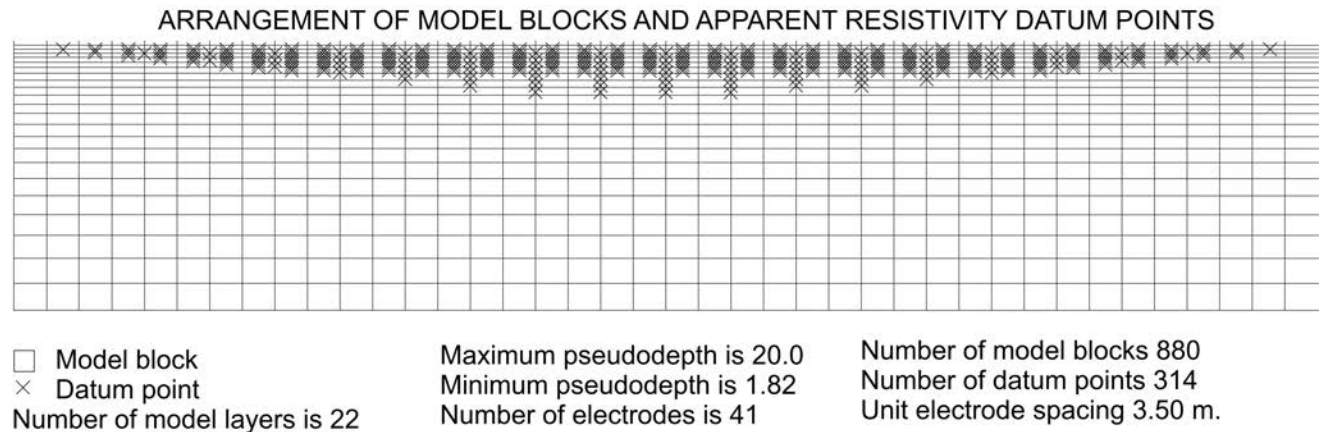 ARRANGEMENT OF MODEL BLOCKS AND APPARENT RESISTIVITY DATUM POINTS
Model block
Datum point
Number of model layers is 22
Maximum pseudodepth is 20.0
Minimum pseudodepth is 1.82
Number of electrodes is 41
Number of model blocks 880
Number of datum points 314
Unit electrode spacing 3.50 m.